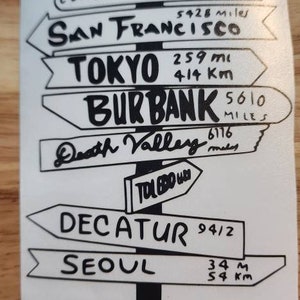 5428 MILES
SAN FRANCISCO
TOKYO 259 mi
414 Km
BURBANK 5610
MILES
Death Valley 6116
miles
TOLEDO
DECATUR 9412
SEOUL 34 M
54 KM